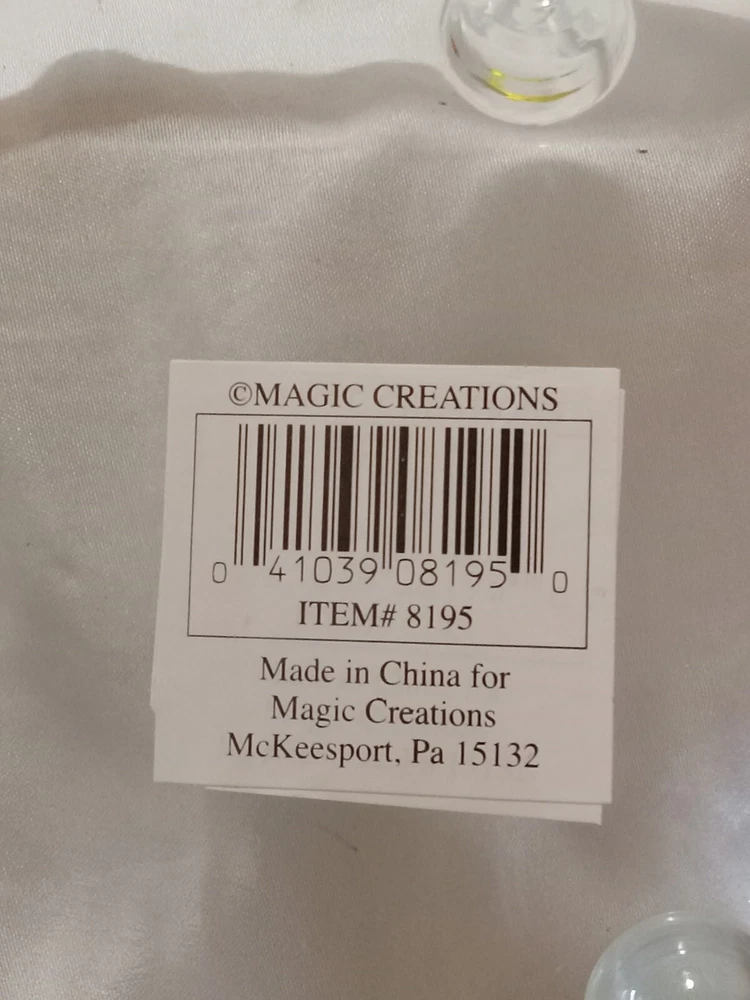 ©MAGIC CREATIONS
0 41039 08195 0
ITEM# 8195
Made in China for
Magic Creations
McKeesport, Pa 15132